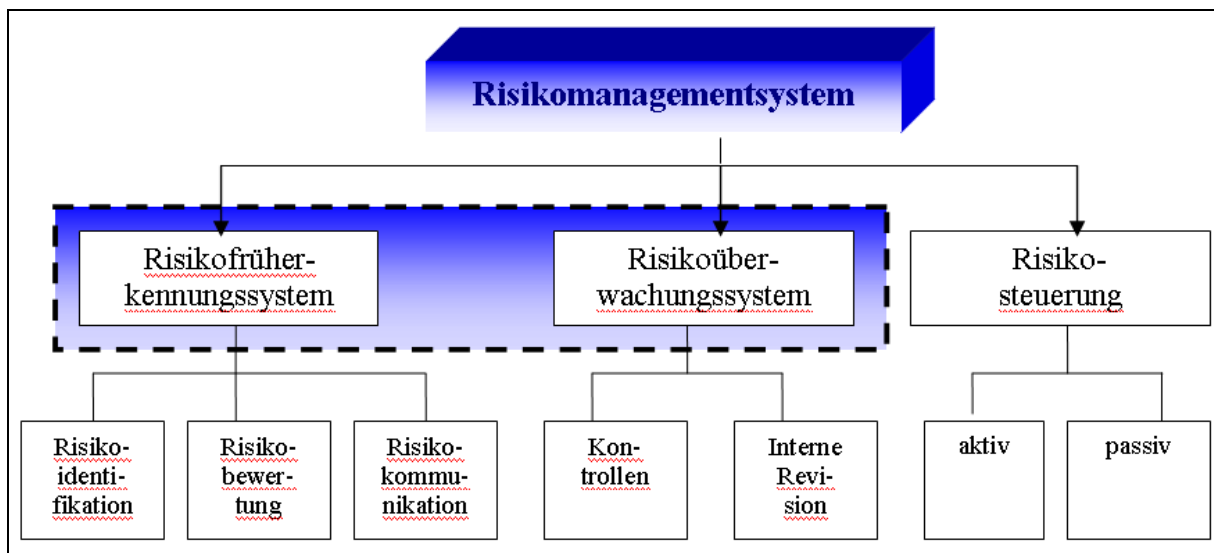 Risikomanagementsystem
Risikofrüher-
kennungssystem
Risikoüber-
wachungssystem
Risiko-
steuerung
Risiko-
identi-
fikation
Risiko-
bewer-
tung
Risiko-
kommu-
nikation
Kon-
trollen
Interne
Revi-
sion
aktiv
passiv